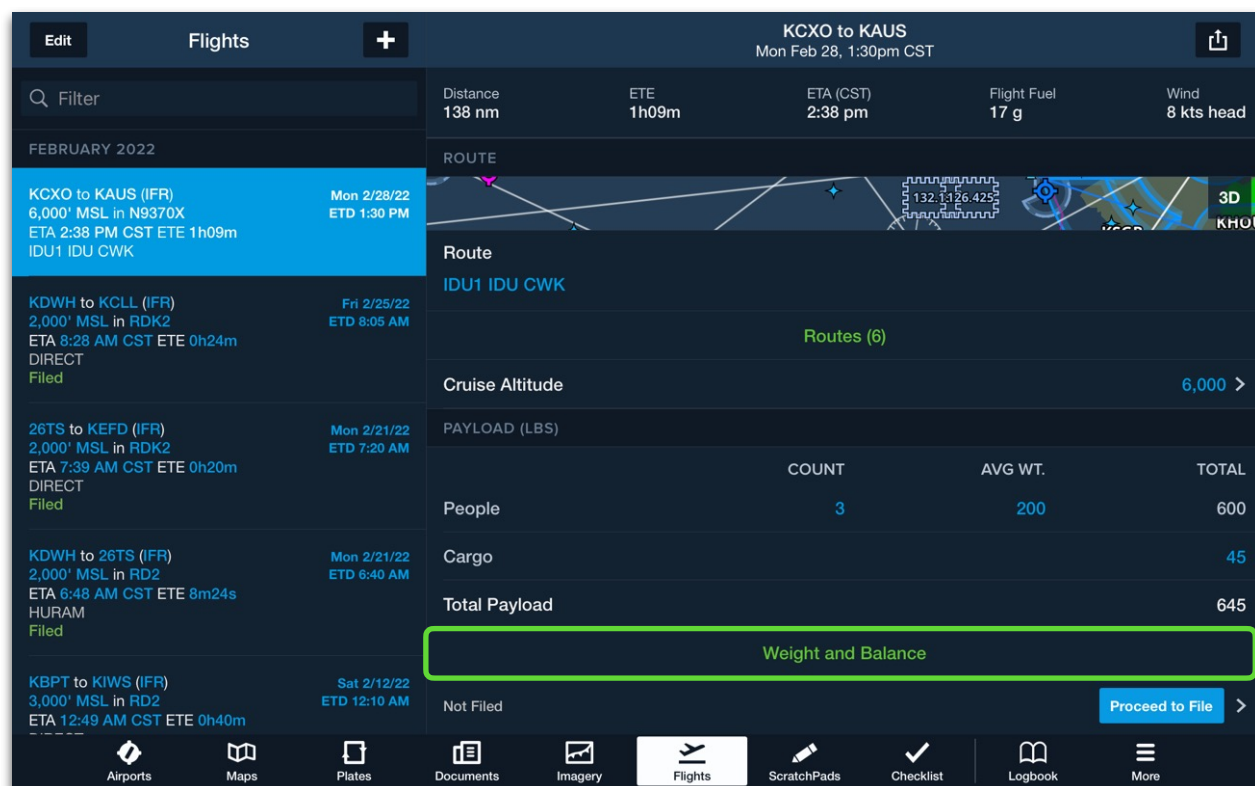 Edit
Flights
+
KCXO to KAUS
Mon Feb 28, 1:30pm CST
Filter
Distance
138 nm
ETE
1h09m
ETA (CST)
2:38 pm
Flight Fuel
17 g
Wind
8 kts head
FEBRUARY 2022
KCXO to KAUS (IFR)
Mon 2/28/22
6,000' MSL in N9370X
ETD 1:30 PM
ETA 2:38 PM CST ETE 1h09m
IDU1 IDU CWK
KDWH to KCLL (IFR)
Fri 2/25/22
2,000' MSL in RDK2
ETD 8:05 AM
ETA 8:28 AM CST ETE 0h24m
DIRECT
Filed
26TS to KEFD (IFR)
Mon 2/21/22
2,000' MSL in RDK2
ETD 7:20 AM
ETA 7:39 AM CST ETE 0h20m
DIRECT
Filed
KDWH to 26TS (IFR)
Mon 2/21/22
2,000' MSL in RD2
ETD 6:40 AM
ETA 6:48 AM CST ETE 8m24s
HURAM
Filed
KBPT to KIWS (IFR)
Sat 2/12/22
3,000' MSL in RD2
ETD 12:10 AM
ETA 12:49 AM CST ETE 0h40m
ROUTE
126.425
3D
Route
IDU1 IDU CWK
Routes (6)
Cruise Altitude
6,000 >
PAYLOAD (LBS)
COUNT
AVG WT.
TOTAL
People
3
200
600
Cargo
45
Total Payload
645
Weight and Balance
Not Filed
Proceed to File >
Airports
Maps
Plates
Documents
Imagery
Flights
ScratchPads
Checklist
Logbook
More